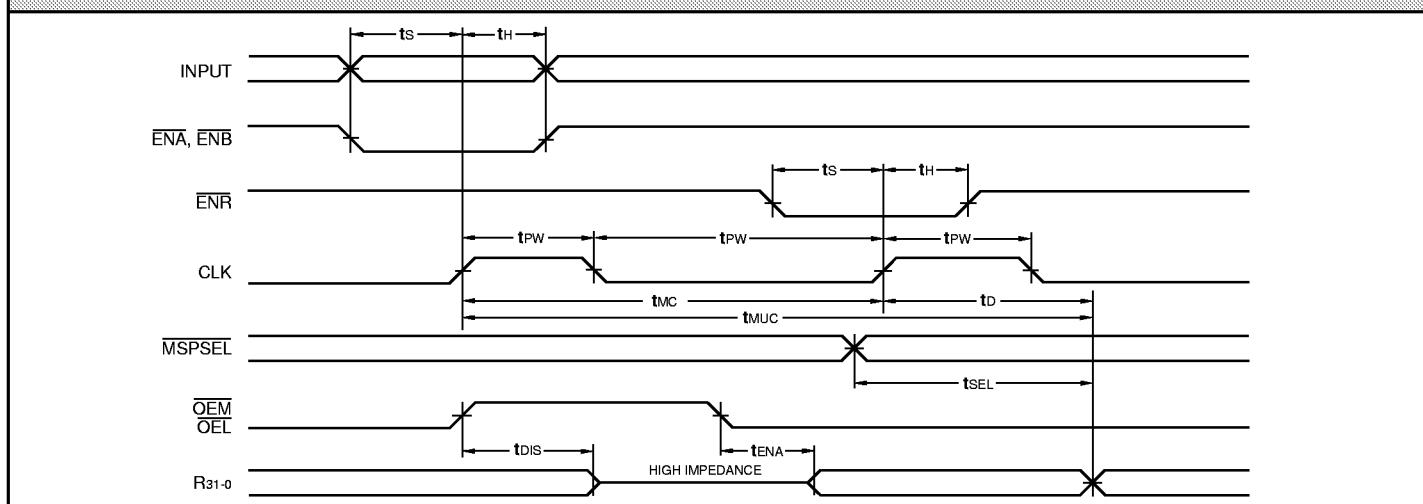 tS tH
INPUT
ENA, ENB
tS tH
ENR
tPW tPW tPW
CLK
tMC tD
tMUC
MSPSEL
tSEL
OEM
OEL
tDIS tENA
HIGH IMPEDANCE
R31-0